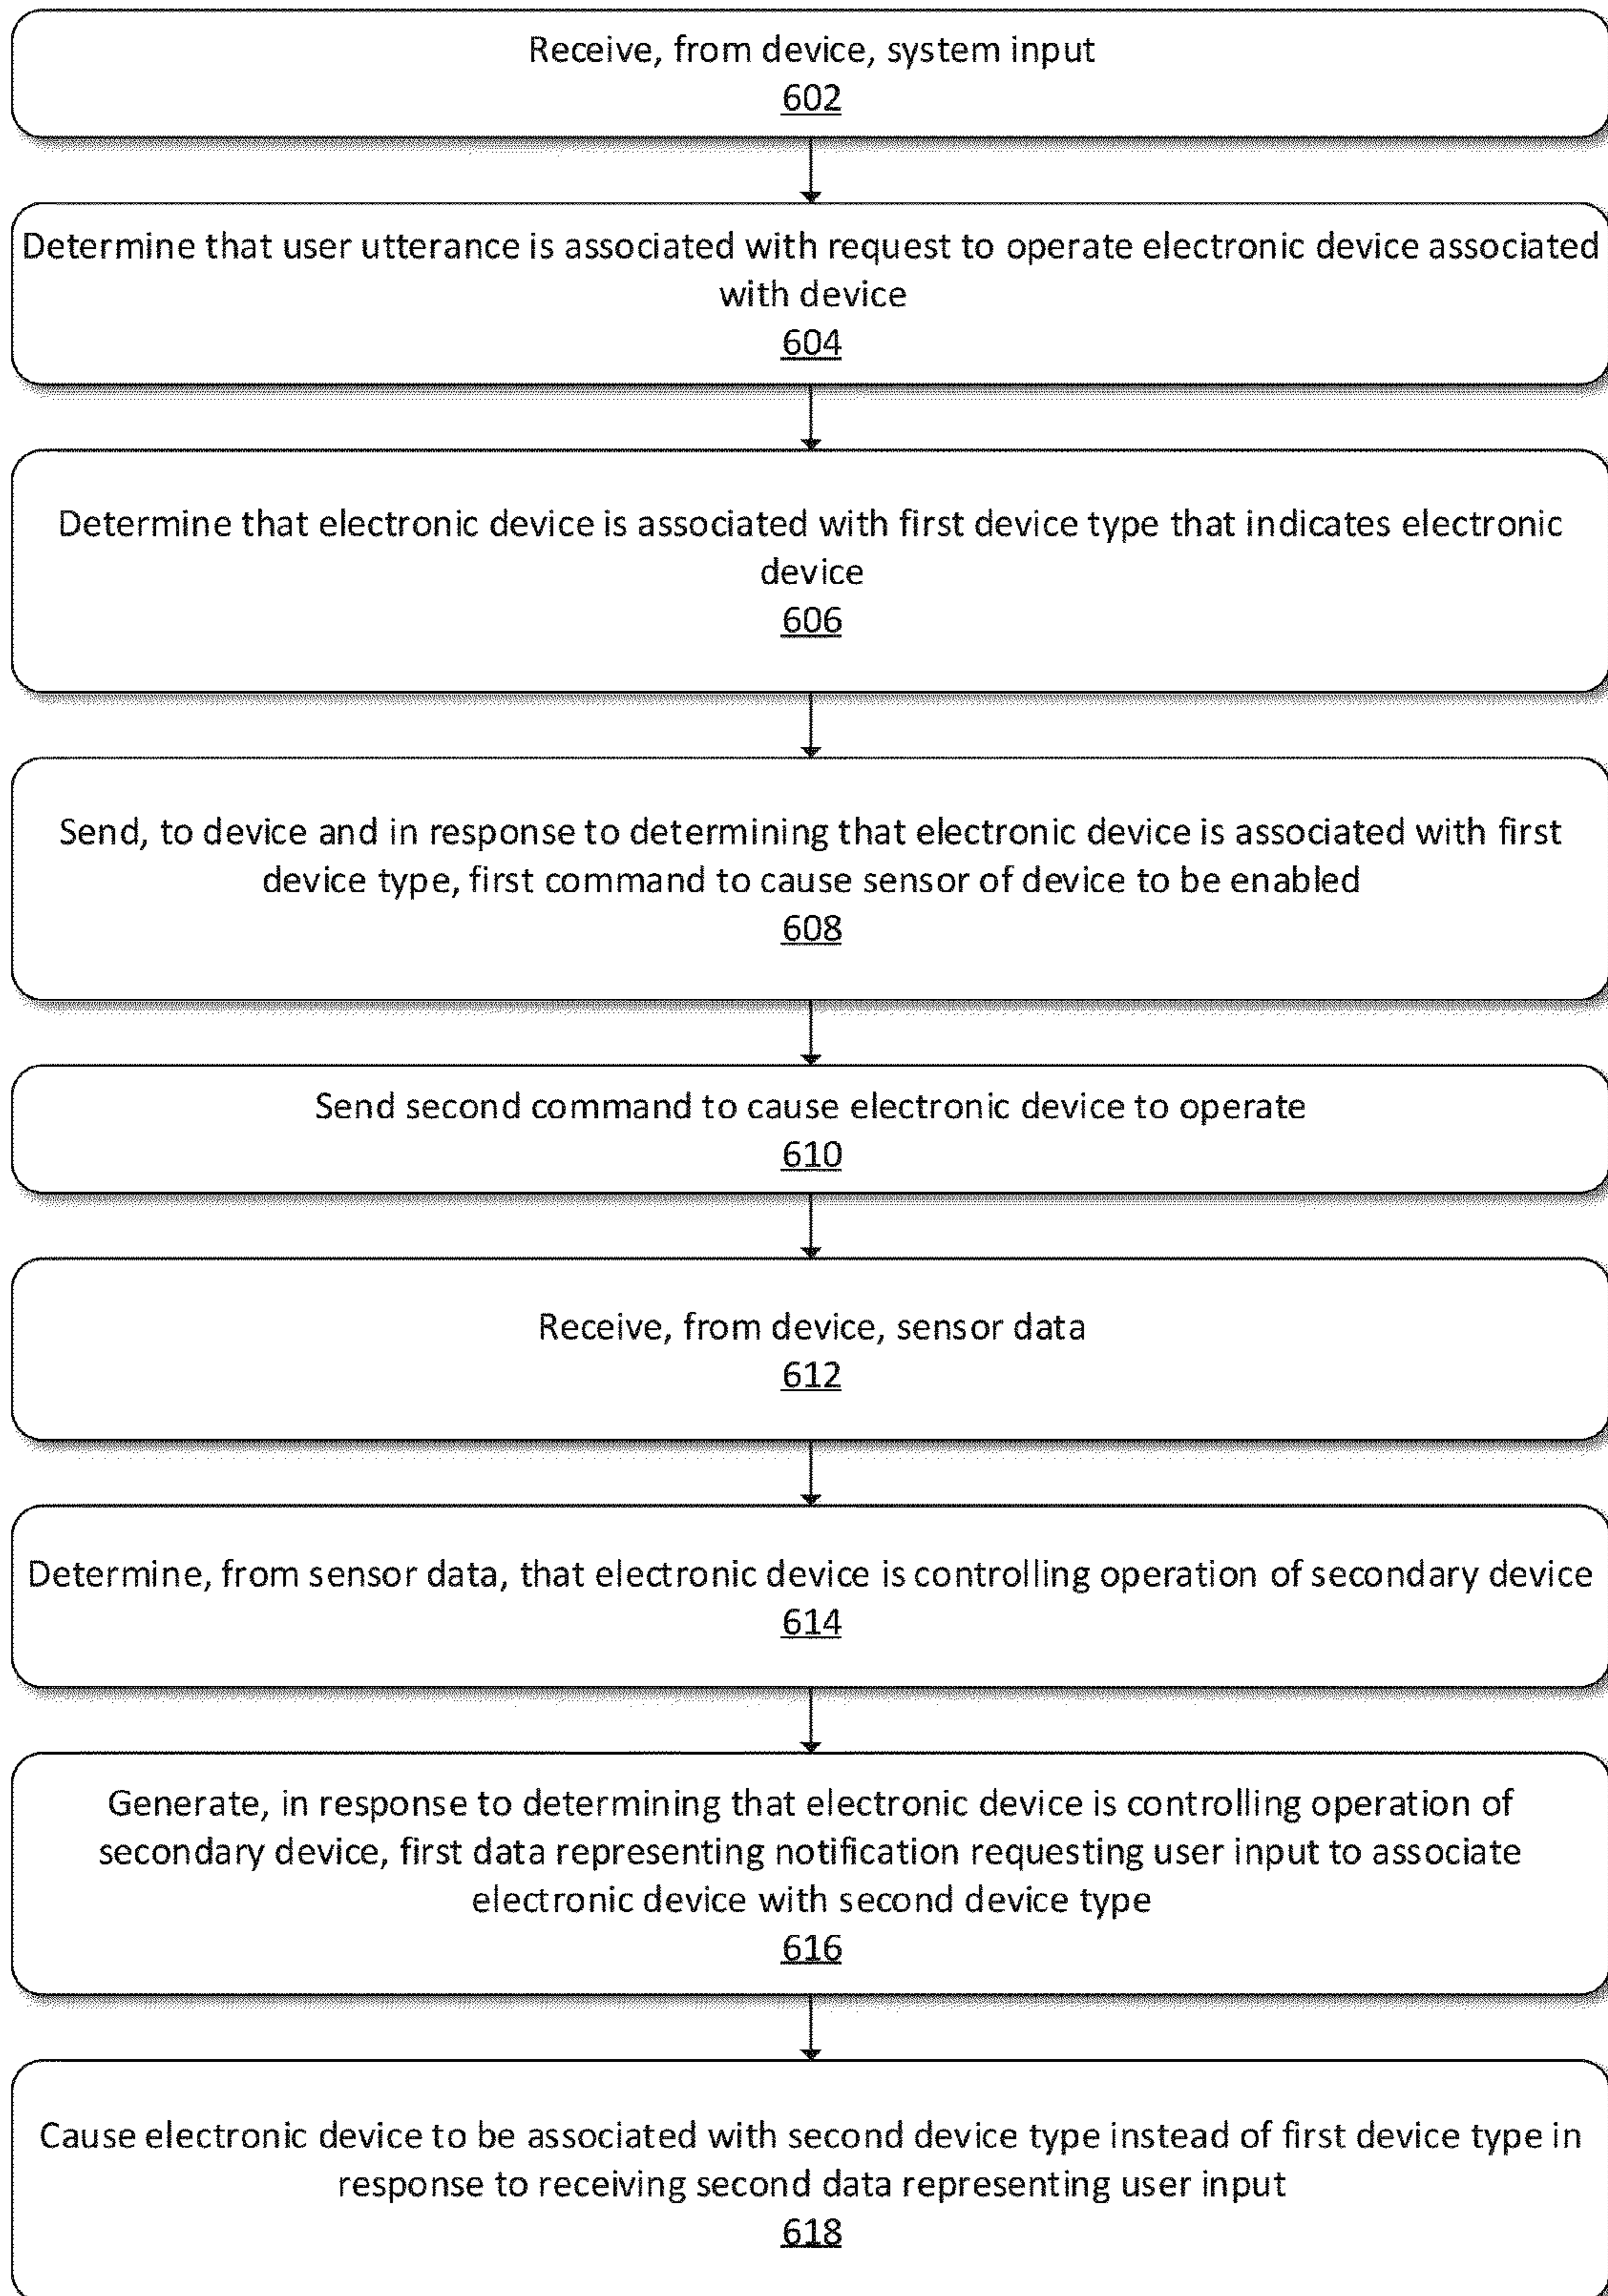 Receive, from device, system input
602
Determine that user utterance is associated with request to operate electronic device associated
with device
604
Determine that electronic device is associated with first device type that indicates electronic
device
606
Send, to device and in response to determining that electronic device is associated with first
device type, first command to cause sensor of device to be enabled
608
Send second command to cause electronic device to operate
610
Receive, from device, sensor data
612
Determine, from sensor data, that electronic device is controlling operation of secondary device
614
Generate, in response to determining that electronic device is controlling operation of
secondary device, first data representing notification requesting user input to associate
electronic device with second device type
616
Cause electronic device to be associated with second device type instead of first device type in
response to receiving second data representing user input
618